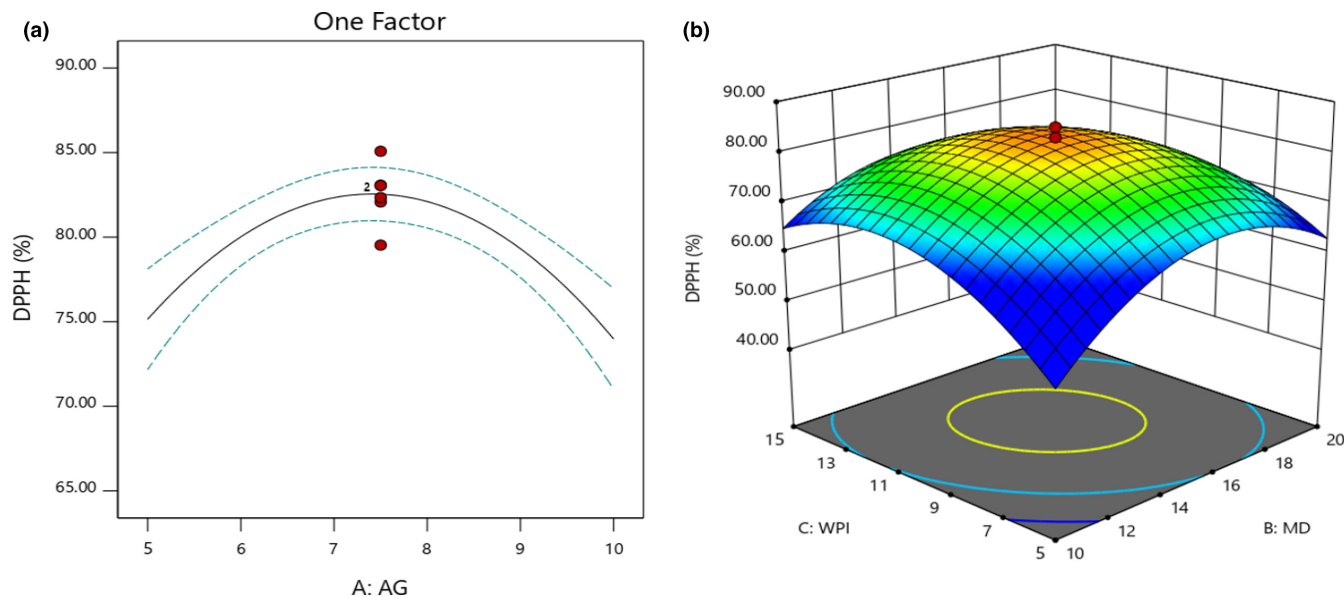 (a)
One Factor
DPPH (%)
90.00
85.00
80.00
75.00
70.00
65.00
2
5 6 7 8 9 10
A: AG
(b)
DPPH (%)
90.00
80.00
70.00
60.00
50.00
40.00
15
13
11
9
7
5
C: WPI
10
12
14
16
18
20
B: MD